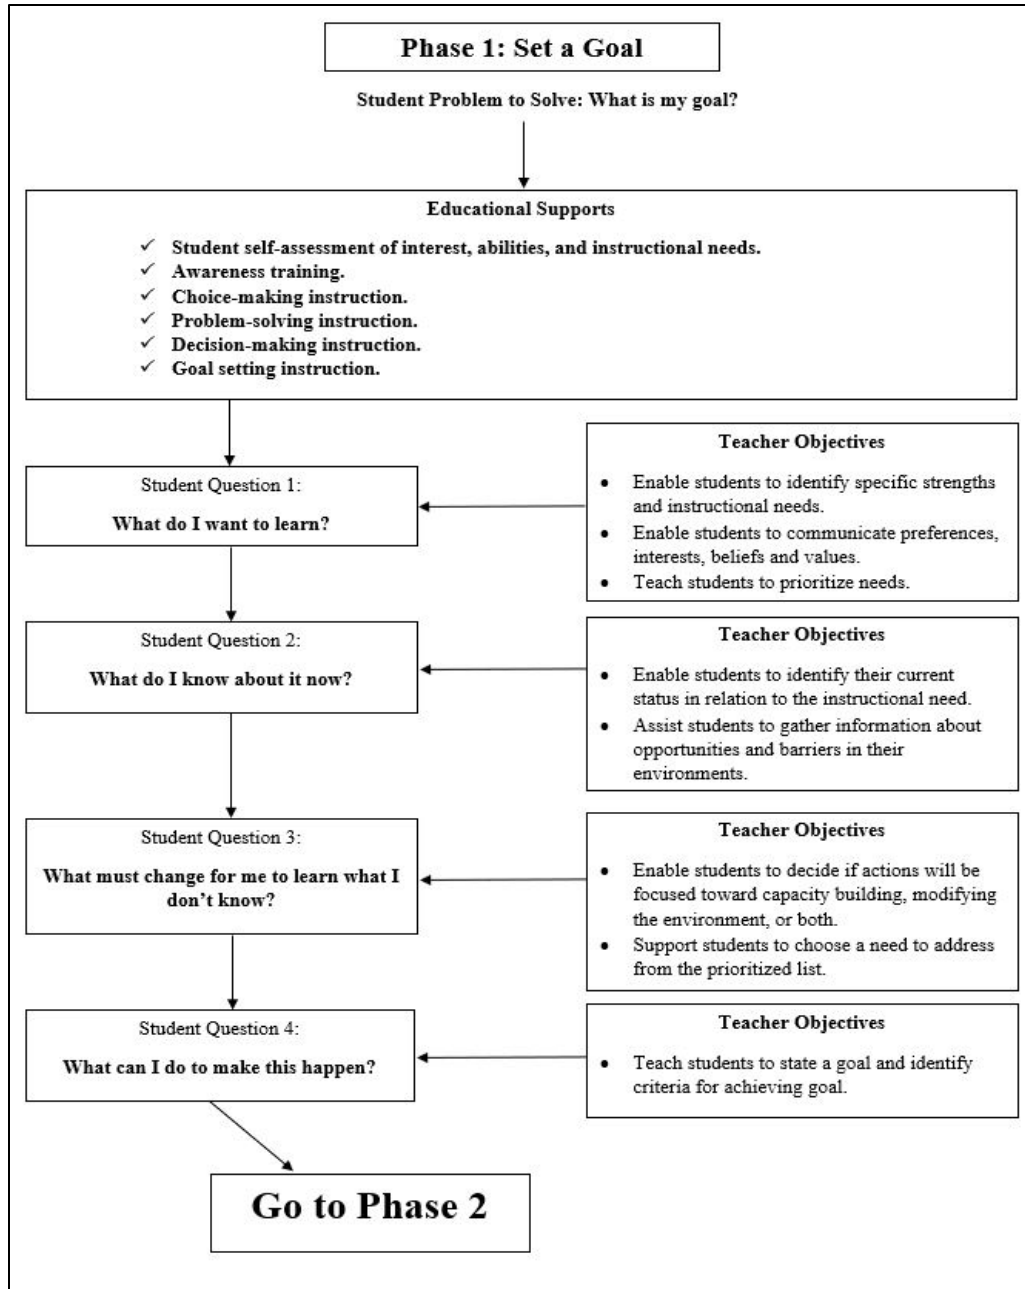 Phase 1: Set a Goal
Student Problem to Solve: What is my goal?
Educational Supports
✓ Student self-assessment of interest, abilities, and instructional needs.
✓ Awareness training.
✓ Choice-making instruction.
✓ Problem-solving instruction.
✓ Decision-making instruction.
✓ Goal setting instruction.
Student Question 1:
What do I want to learn?
Teacher Objectives
• Enable students to identify specific strengths
and instructional needs.
• Enable students to communicate preferences,
interests, beliefs and values.
• Teach students to prioritize needs.
Student Question 2:
What do I know about it now?
Teacher Objectives
• Enable students to identify their current
status in relation to the instructional need.
• Assist students to gather information about
opportunities and barriers in their
environments.
Student Question 3:
What must change for me to learn what I
don’t know?
Teacher Objectives
• Enable students to decide if actions will be
focused toward capacity building, modifying
the environment, or both.
• Support students to choose a need to address
from the prioritized list.
Student Question 4:
What can I do to make this happen?
Teacher Objectives
• Teach students to state a goal and identify
criteria for achieving goal.
Go to Phase 2